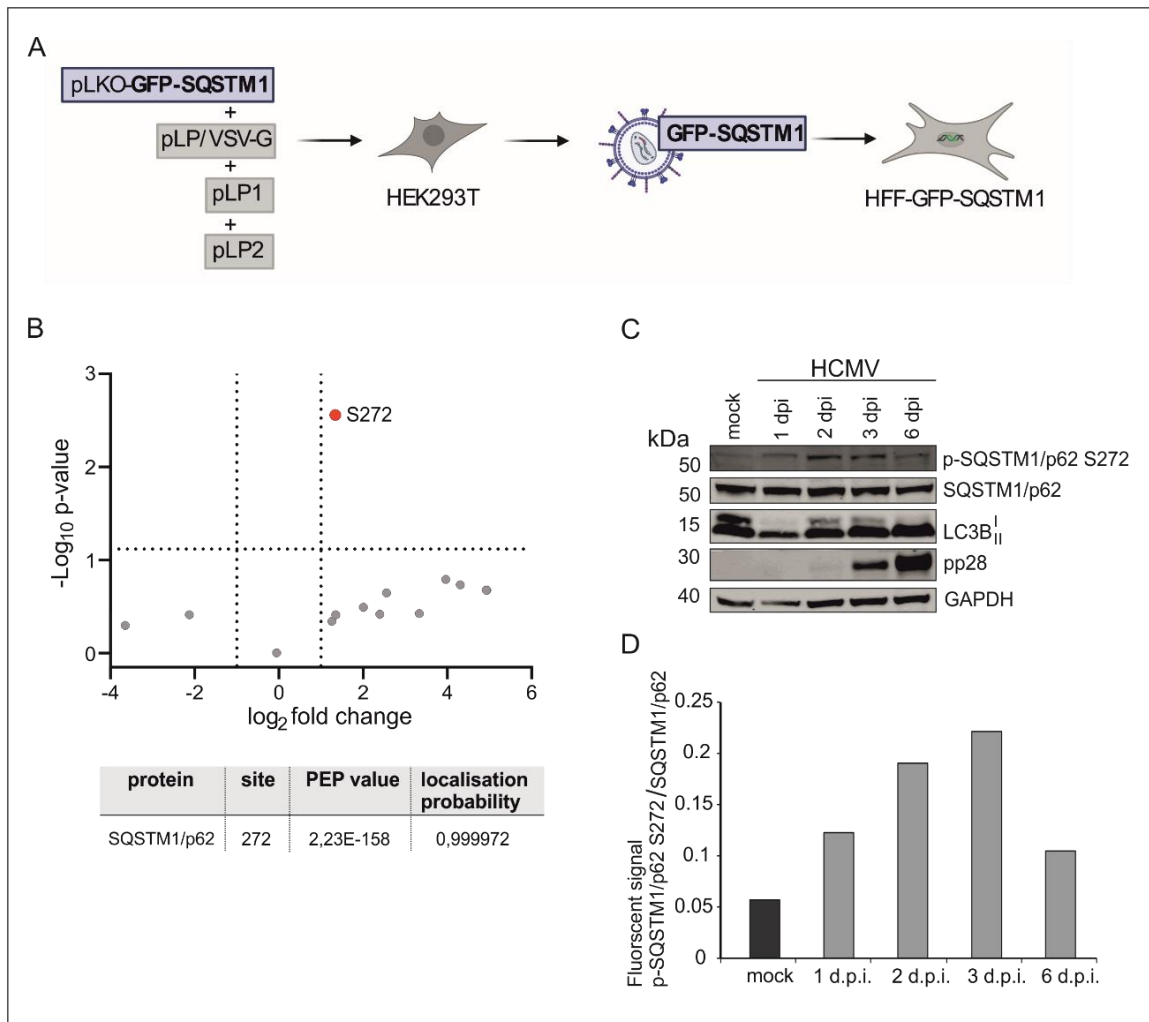 A
pLKO-GFP-SQSTM1
+
pLP/VSV-G
+
pLP1
+
pLP2
HEK293T
GFP-SQSTM1
HFF-GFP-SQSTM1
B
3
2
1
0
-Log10 p-value
S272
-4
-2
0
2
4
6
log2 fold change
protein site PEP value localisation probability
SQSTM1/p62 272 2,23E-158 0,999972
C
HCMV
mock 1 dpi 2 dpi 3 dpi 6 dpi
kDa
50 p-SQSTM1/p62 S272
50 SQSTM1/p62
15 LC3B I II
30 pp28
40 GAPDH
D
Fluorscent signal
p-SQSTM1/p62 S272/SQSTM1/p62
0.25
0.2
0.15
0.1
0.05
0
mock 1 d.p.i. 2 d.p.i. 3 d.p.i. 6 d.p.i.